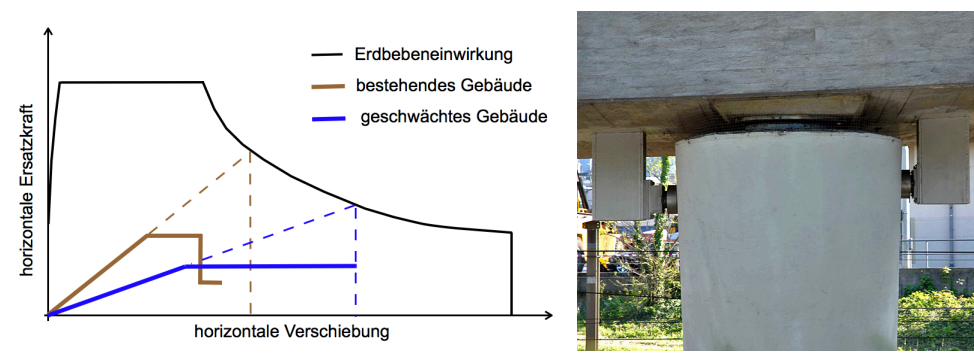 horizontale Ersatzkraft
Erdbebeneinwirkung
bestehendes Gebäude
geschwächtes Gebäude
horizontale Verschiebung